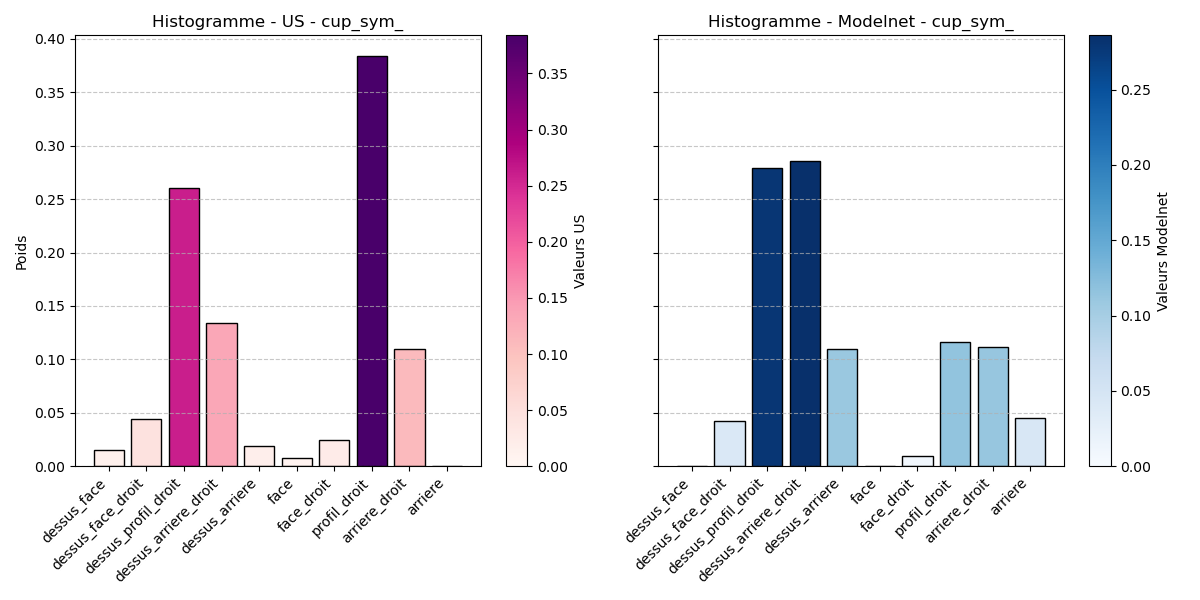 Histogramme - US - cup_sym_
Poids
0.40
0.35
0.30
0.25
0.20
0.15
0.10
0.05
0.00
dessus_face
dessus_face_droit
dessus_profil_droit
dessus_arriere_droit
dessus_arriere
face
face_droit
profil_droit
arriere_droit
arriere
0.35
0.30
0.25
0.20
0.15
0.10
0.05
0.00
Valeurs US
Histogramme - Modelnet - cup_sym_
dessus_face
dessus_face_droit
dessus_profil_droit
dessus_arriere_droit
dessus_arriere
face
face_droit
profil_droit
arriere_droit
arriere
0.25
0.20
0.15
0.10
0.05
0.00
Valeurs Modelnet